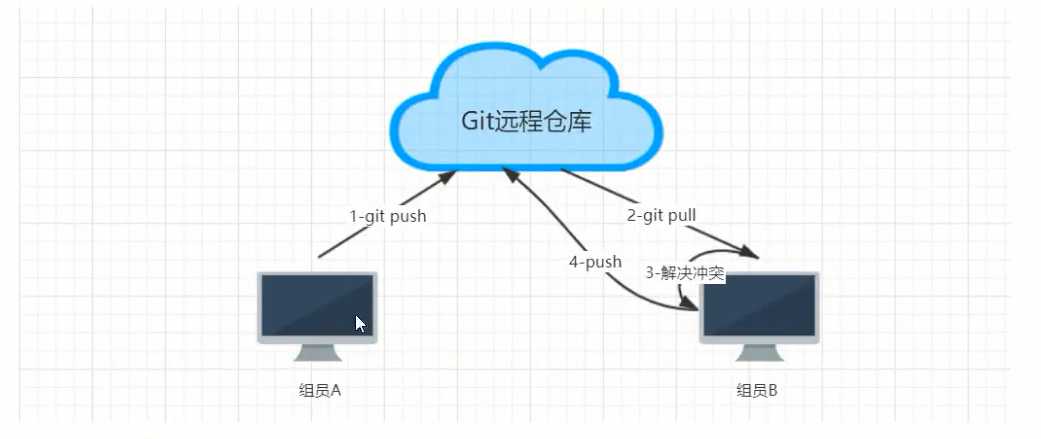 Git远程仓库
1-git push
2-git pull
4-push
3-解决冲突
组员A
组员B